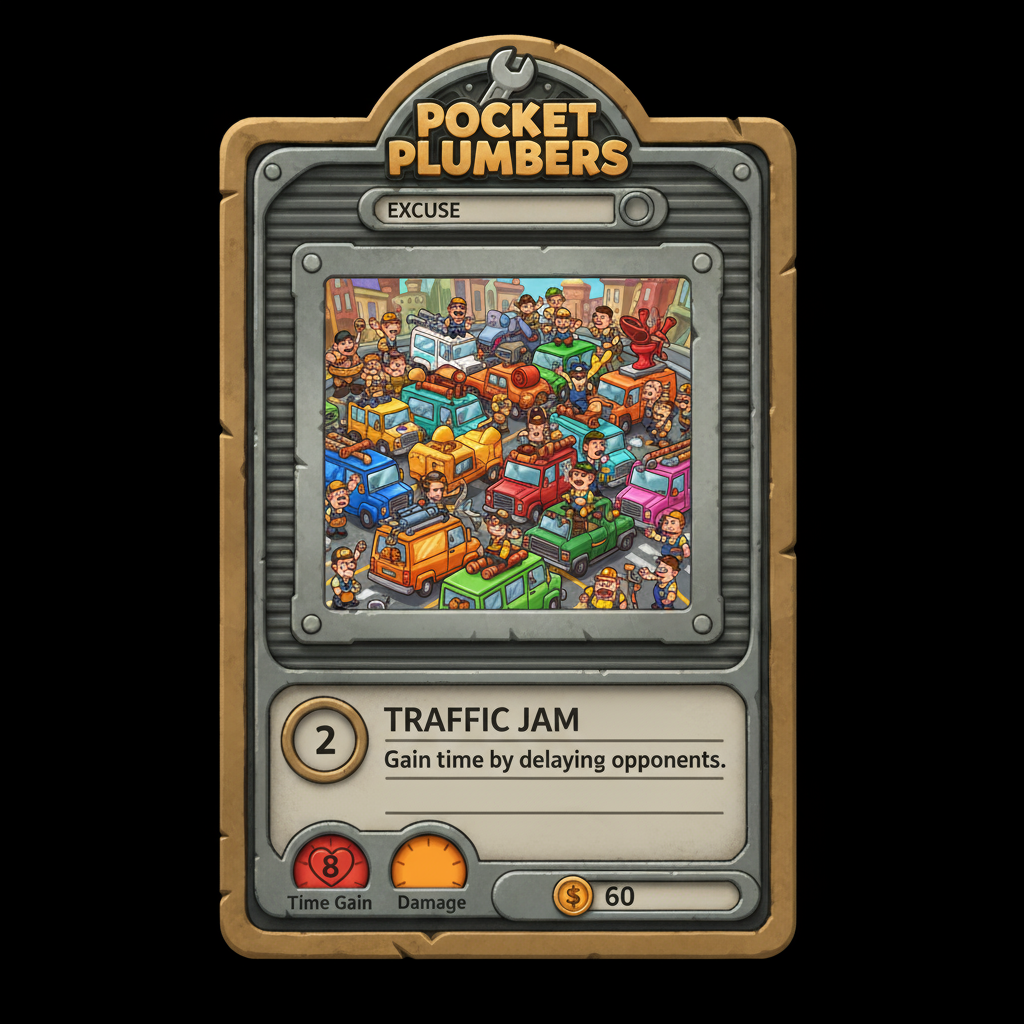 POCKET
PLUMBERS
EXCUSE
2
TRAFFIC JAM
Gain time by delaying opponents.
8
Time Gain
Damage
$ 60